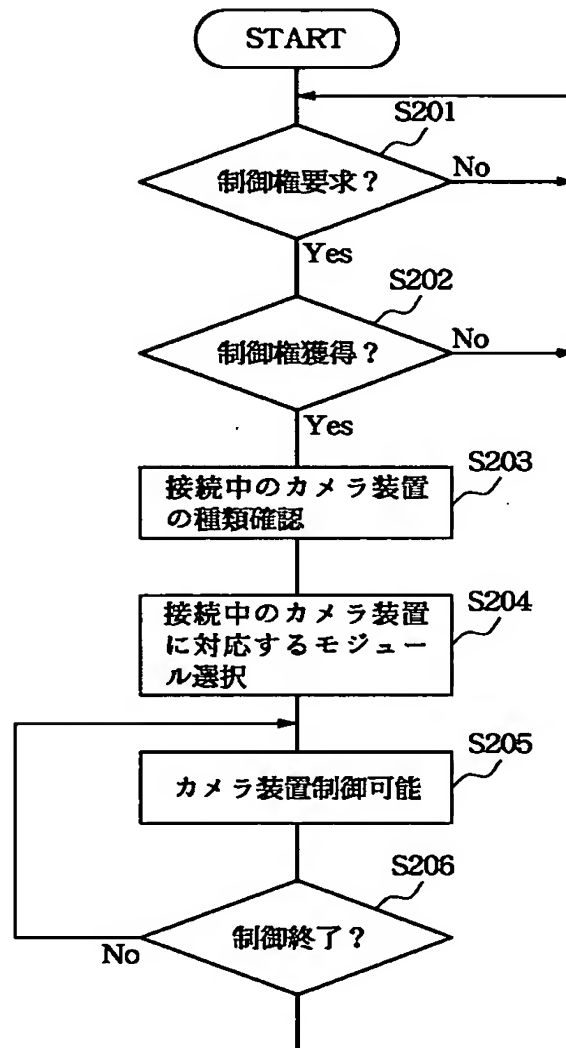 START
S201
制御権要求？
No
Yes
S202
制御権獲得？
No
Yes
S203
接続中のカメラ装置
の種類確認
S204
接続中のカメラ装置
に対応するモジュー
ル選択
S205
カメラ装置制御可能
S206
制御終了？
No